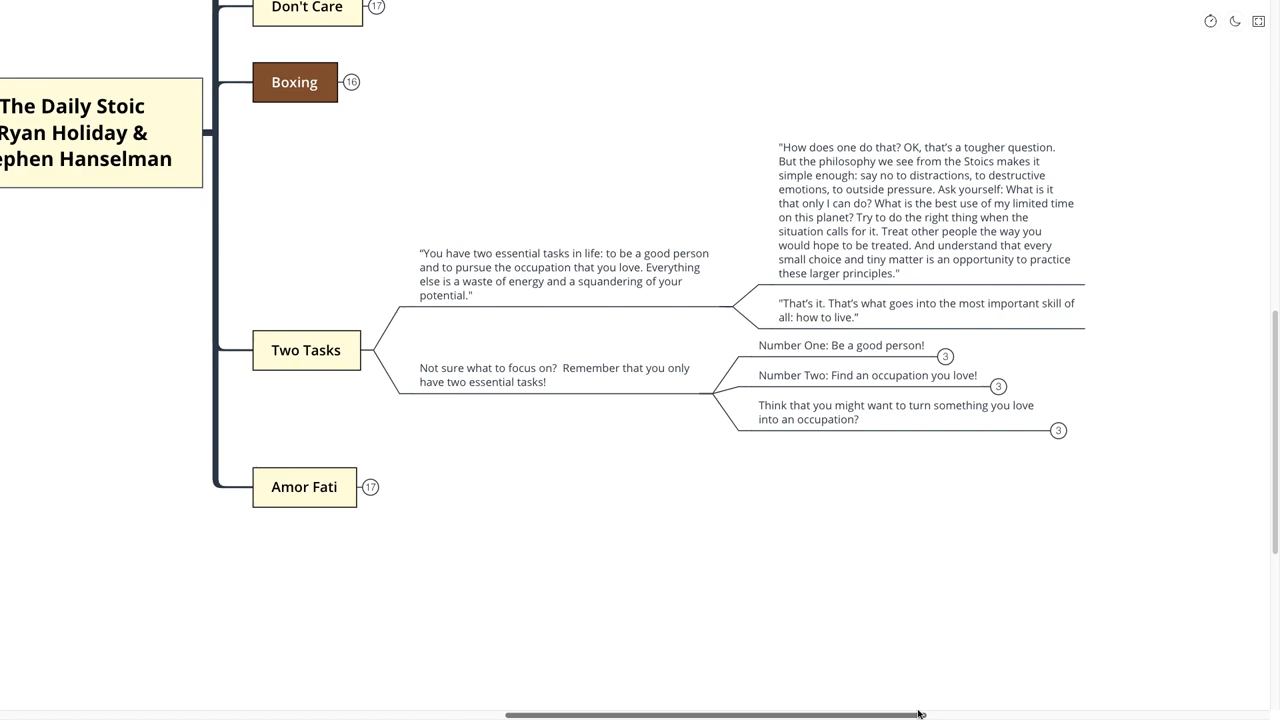 Don't Care
17
Boxing
16
The Daily Stoic
Ryan Holiday &
ephen Hanselman
"How does one do that? OK, that's a tougher question.
But the philosophy we see from the Stoics makes it
simple enough: say no to distractions, to destructive
emotions, to outside pressure. Ask yourself: What is it
that only I can do? What is the best use of my limited time
on this planet? Try to do the right thing when the
situation calls for it. Treat other people the way you
would hope to be treated. And understand that every
small choice and tiny matter is an opportunity to practice
these larger principles."
“You have two essential tasks in life: to be a good person
and to pursue the occupation that you love. Everything
else is a waste of energy and a squandering of your
potential."
"That’s it. That’s what goes into the most important skill of
all: how to live.”
Two Tasks
Not sure what to focus on?  Remember that you only
have two essential tasks!
Number One: Be a good person!
3
Number Two: Find an occupation you love!
3
Think that you might want to turn something you love
into an occupation?
3
Amor Fati
17